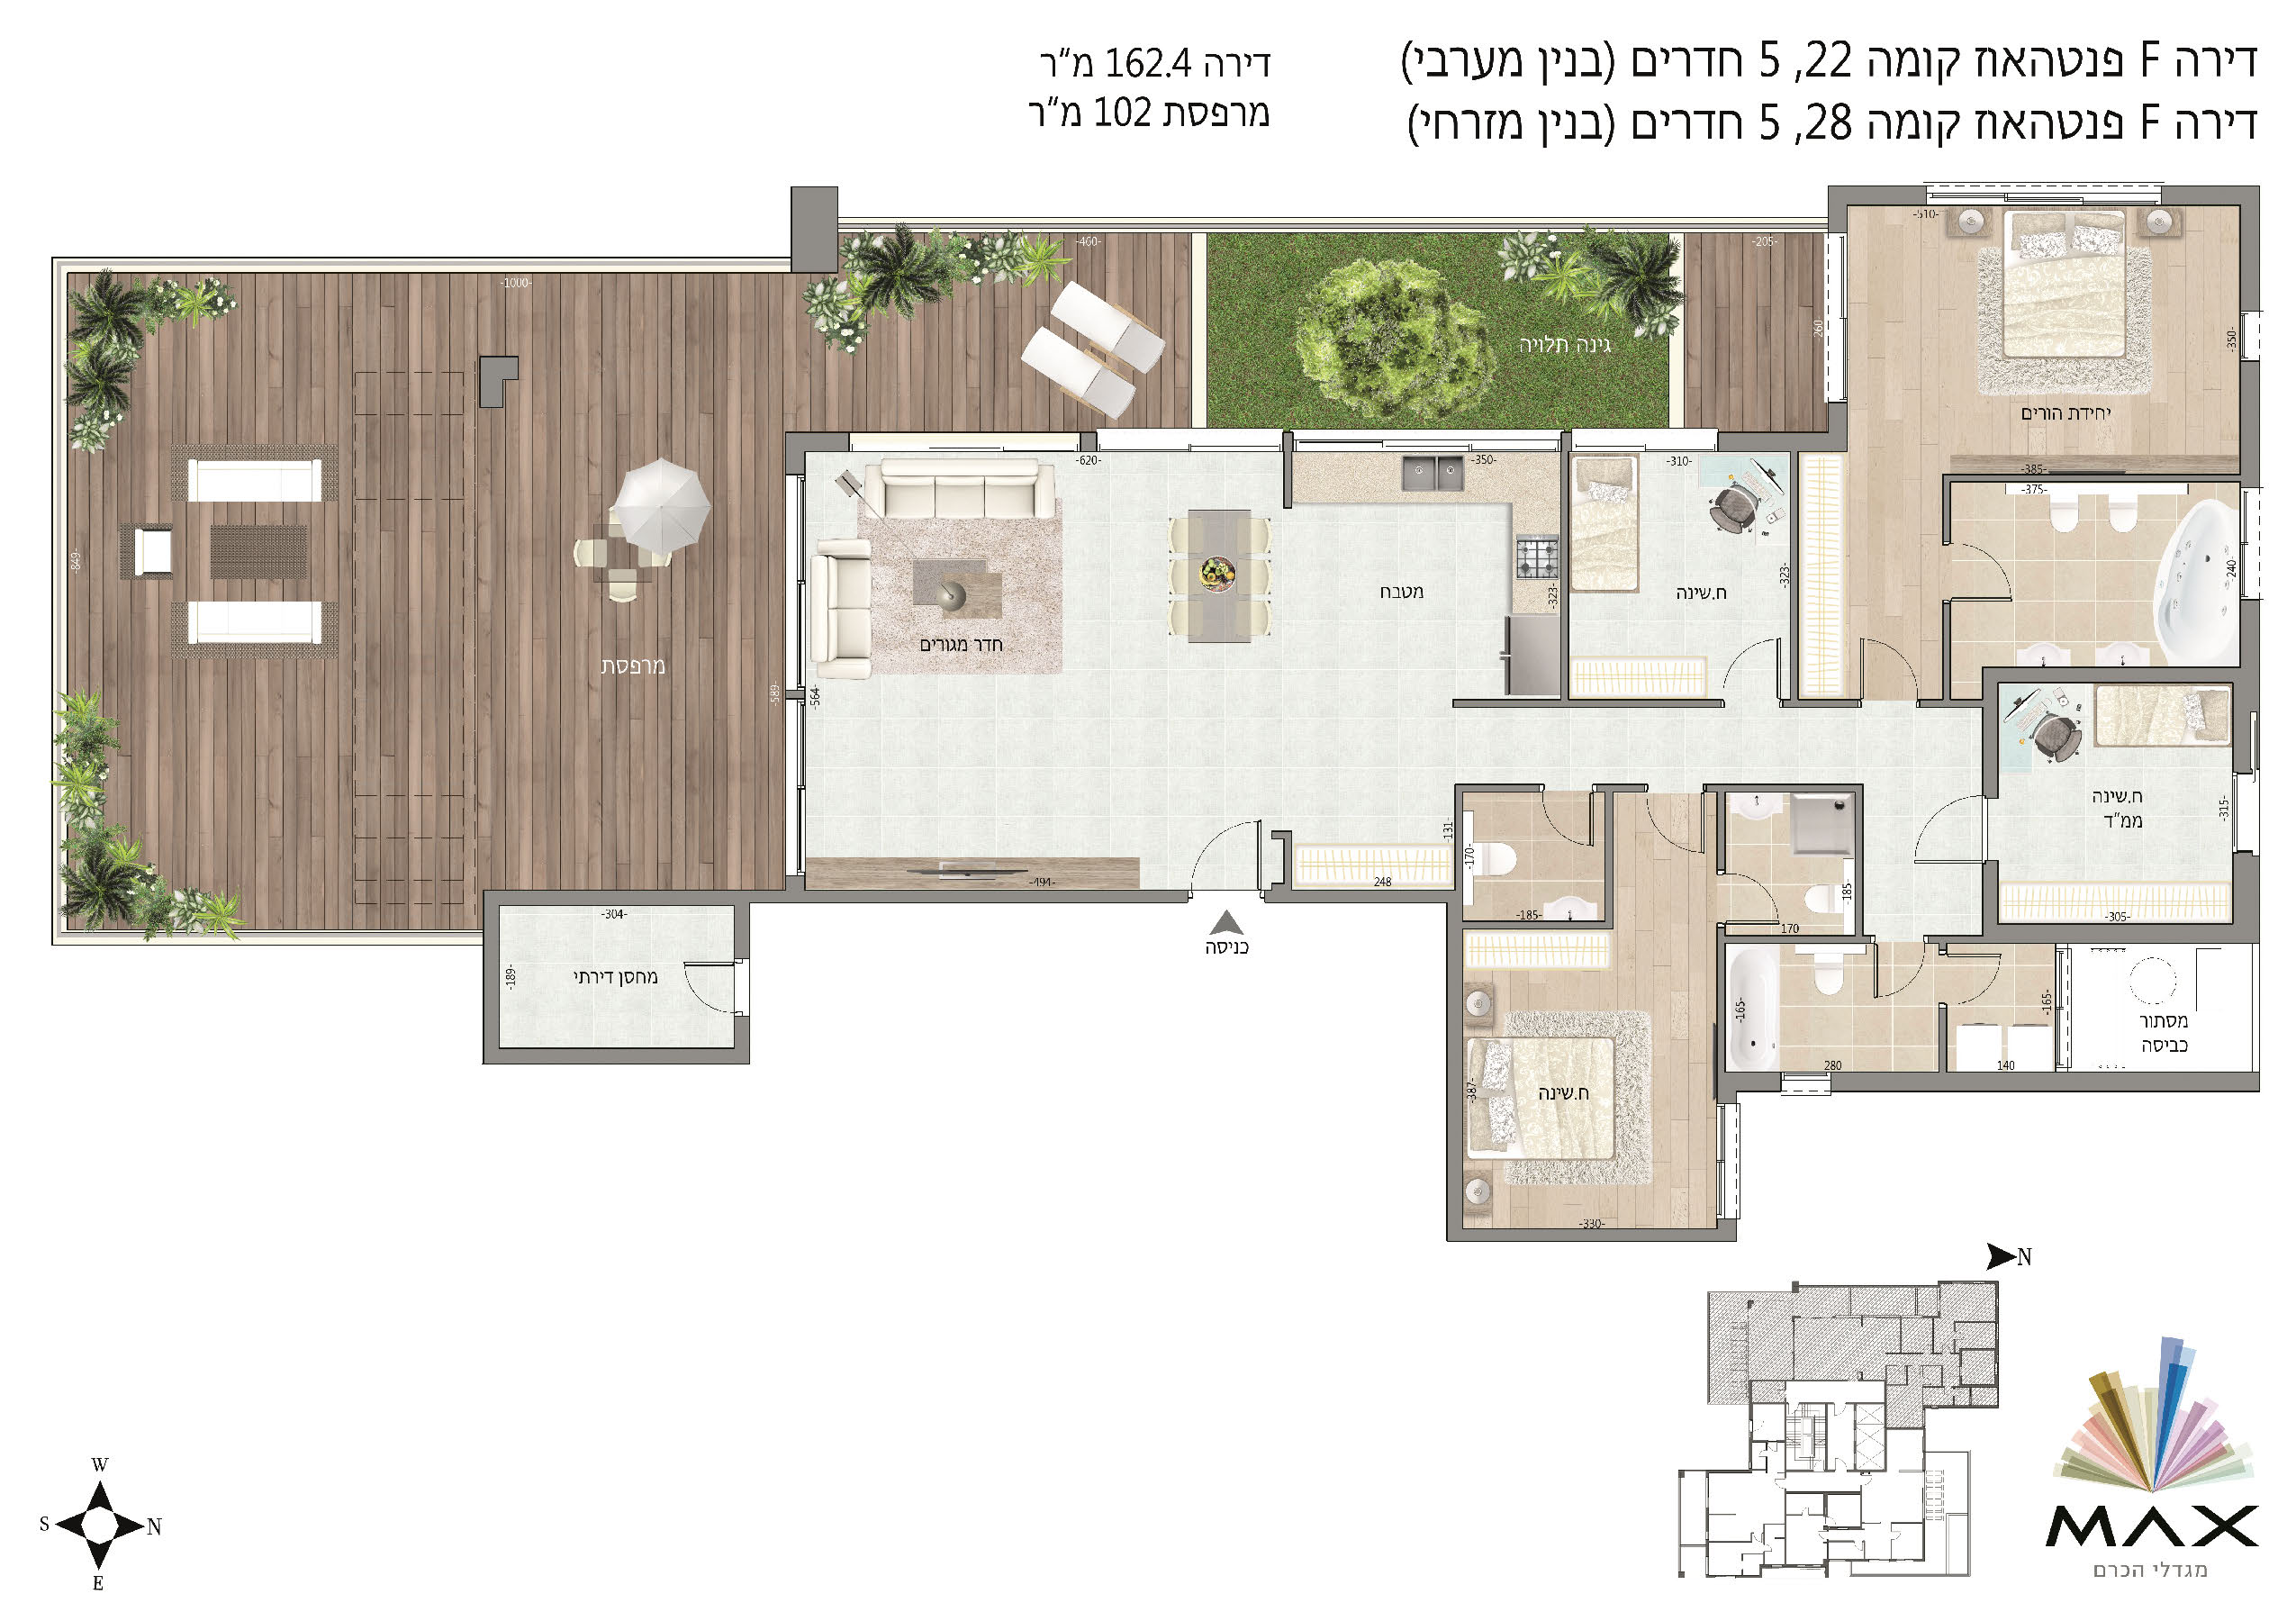 דירה F פנטהאוז קומה 22, 5 חדרים (בנין מערבי)
דירה F פנטהאוז קומה 28, 5 חדרים (בנין מזרחי)
דירה 162.4 מ"ר
מרפסת 102 מ"ר
-510-
-460-
-205-
-1000-
260
-350-
גינה תלויה
יחידת הורים
-620-
-350-
-310-
-385-
-375-
-849-
-323-
-323-
-240-
מטבח
ח.שינה
חדר מגורים
מרפסת
-589-
-564-
ח.שינה
ממ"ד
-315-
-131-
-170-
-494-
248
-185-
-185-
170
-305-
-304-
כניסה
-189-
מחסן דירתי
-165-
-165-
מסתור
כביסה
280
140
-387-
ח.שינה
-330-
N
W
S
N
E
MAX
מגדלי הכרם